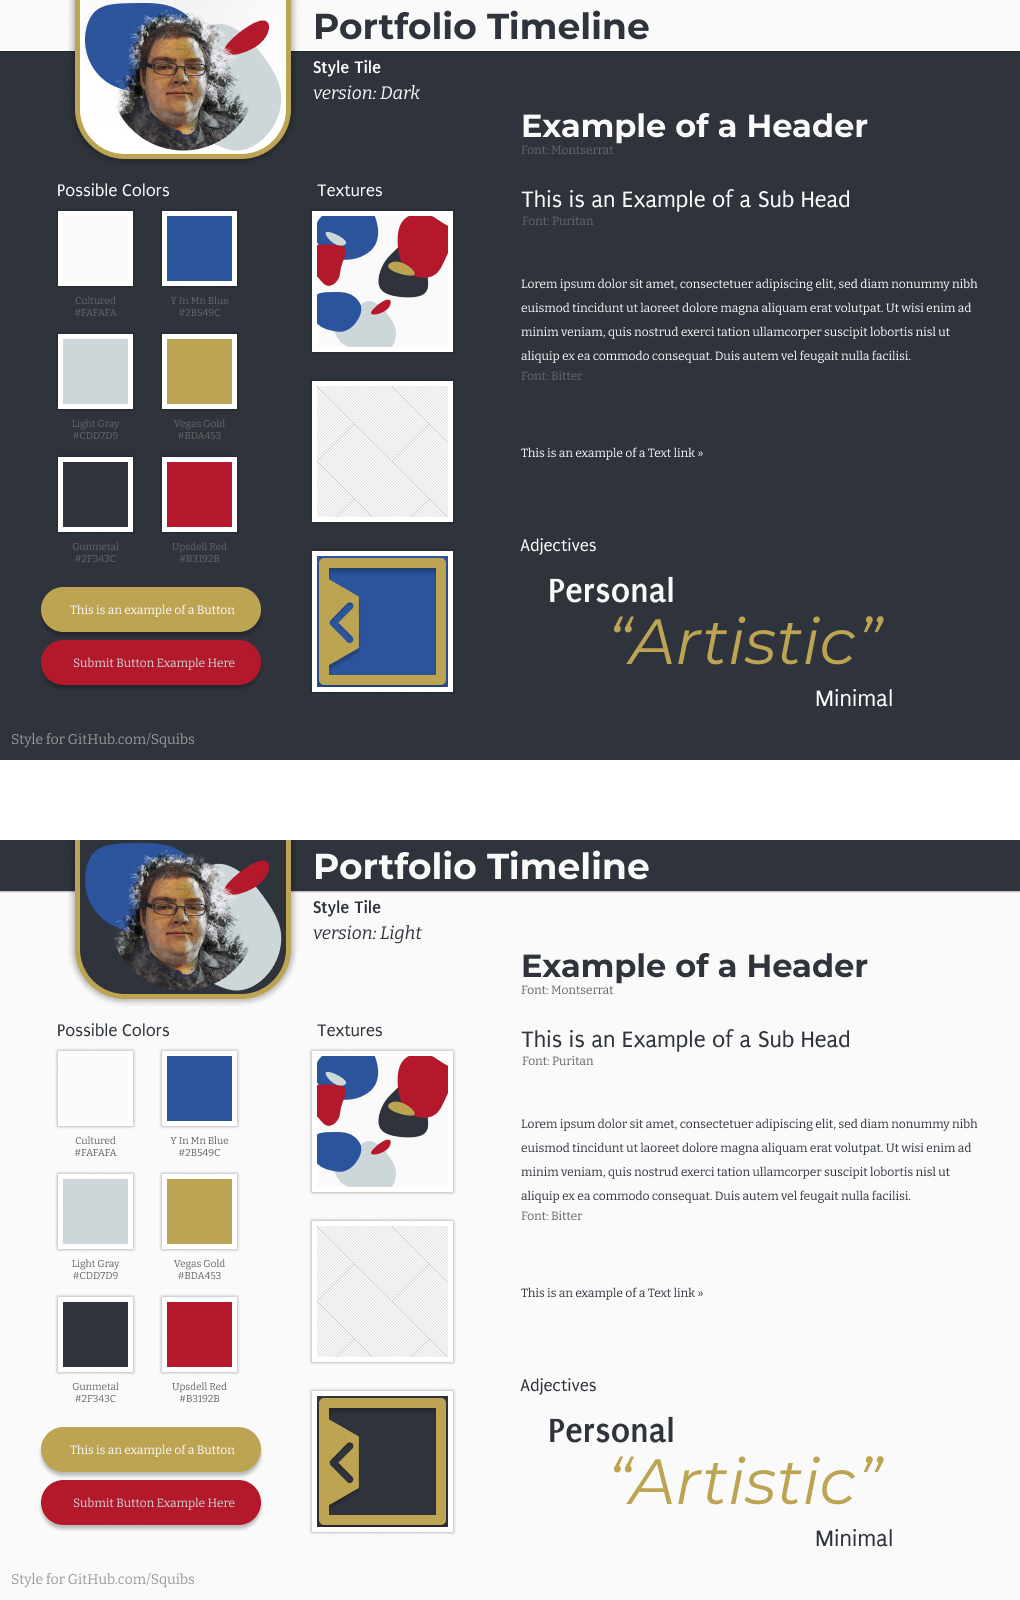 Portfolio Timeline
Style Tile
version: Dark
Example of a Header
Font: Montserrat
Possible Colors
Textures
This is an Example of a Sub Head
Font: Puritan
Cultured
#FAFAFA
Y In Mn Blue
#2B549C
Light Gray
#CDD7D9
Vegas Gold
#BDA453
Gunmetal
#2F343C
Upsdell Red
#B3192B
Lorem ipsum dolor sit amet, consectetuer adipiscing elit, sed diam nonummy nibh
euismod tincidunt ut laoreet dolore magna aliquam erat volutpat. Ut wisi enim ad
minim veniam, quis nostrud exerci tation ullamcorper suscipit lobortis nisl ut
aliquip ex ea commodo consequat. Duis autem vel feugait nulla facilisi.
Font: Bitter
This is an example of a Text link »
This is an example of a Button
Submit Button Example Here
Adjectives
Personal
“Artistic”
Minimal
Style for GitHub.com/Squibs
Portfolio Timeline
Style Tile
version: Light
Example of a Header
Font: Montserrat
Possible Colors
Textures
This is an Example of a Sub Head
Font: Puritan
Cultured
#FAFAFA
Y In Mn Blue
#2B549C
Light Gray
#CDD7D9
Vegas Gold
#BDA453
Gunmetal
#2F343C
Upsdell Red
#B3192B
Lorem ipsum dolor sit amet, consectetuer adipiscing elit, sed diam nonummy nibh
euismod tincidunt ut laoreet dolore magna aliquam erat volutpat. Ut wisi enim ad
minim veniam, quis nostrud exerci tation ullamcorper suscipit lobortis nisl ut
aliquip ex ea commodo consequat. Duis autem vel feugait nulla facilisi.
Font: Bitter
This is an example of a Text link »
This is an example of a Button
Submit Button Example Here
Adjectives
Personal
“Artistic”
Minimal
Style for GitHub.com/Squibs